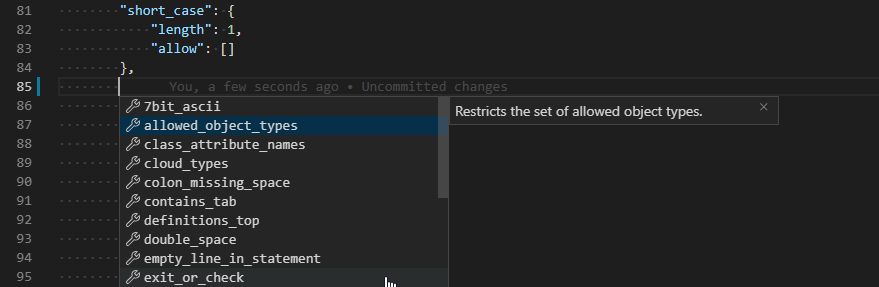 81 "short_case": {
82 "length": 1,
83 "allow": []
84 },
85 You, a few seconds ago • Uncommitted changes
86 7bit_ascii
Restricts the set of allowed object types. ×
87 allowed_object_types
88 class_attribute_names
89 cloud_types
90 colon_missing_space
91 contains_tab
92 definitions_top
93 double_space
94 empty_line_in_statement
95 exit_or_check